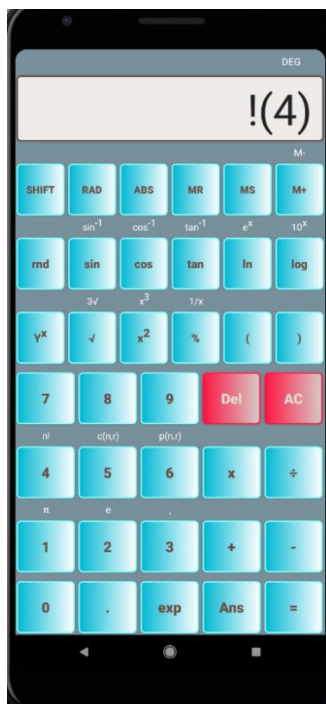 DEG
!(4)
M-
SHIFT RAD ABS MR MS M+
sin⁻¹ cos⁻¹ tan⁻¹ eˣ 10ˣ
rnd sin cos tan ln log
3√ x³ 1/x
Yˣ √ x² % ( )
7 8 9 Del AC
n! c(n,r) p(n,r)
4 5 6 x ÷
π e ,
1 2 3 + -
0 . exp Ans =